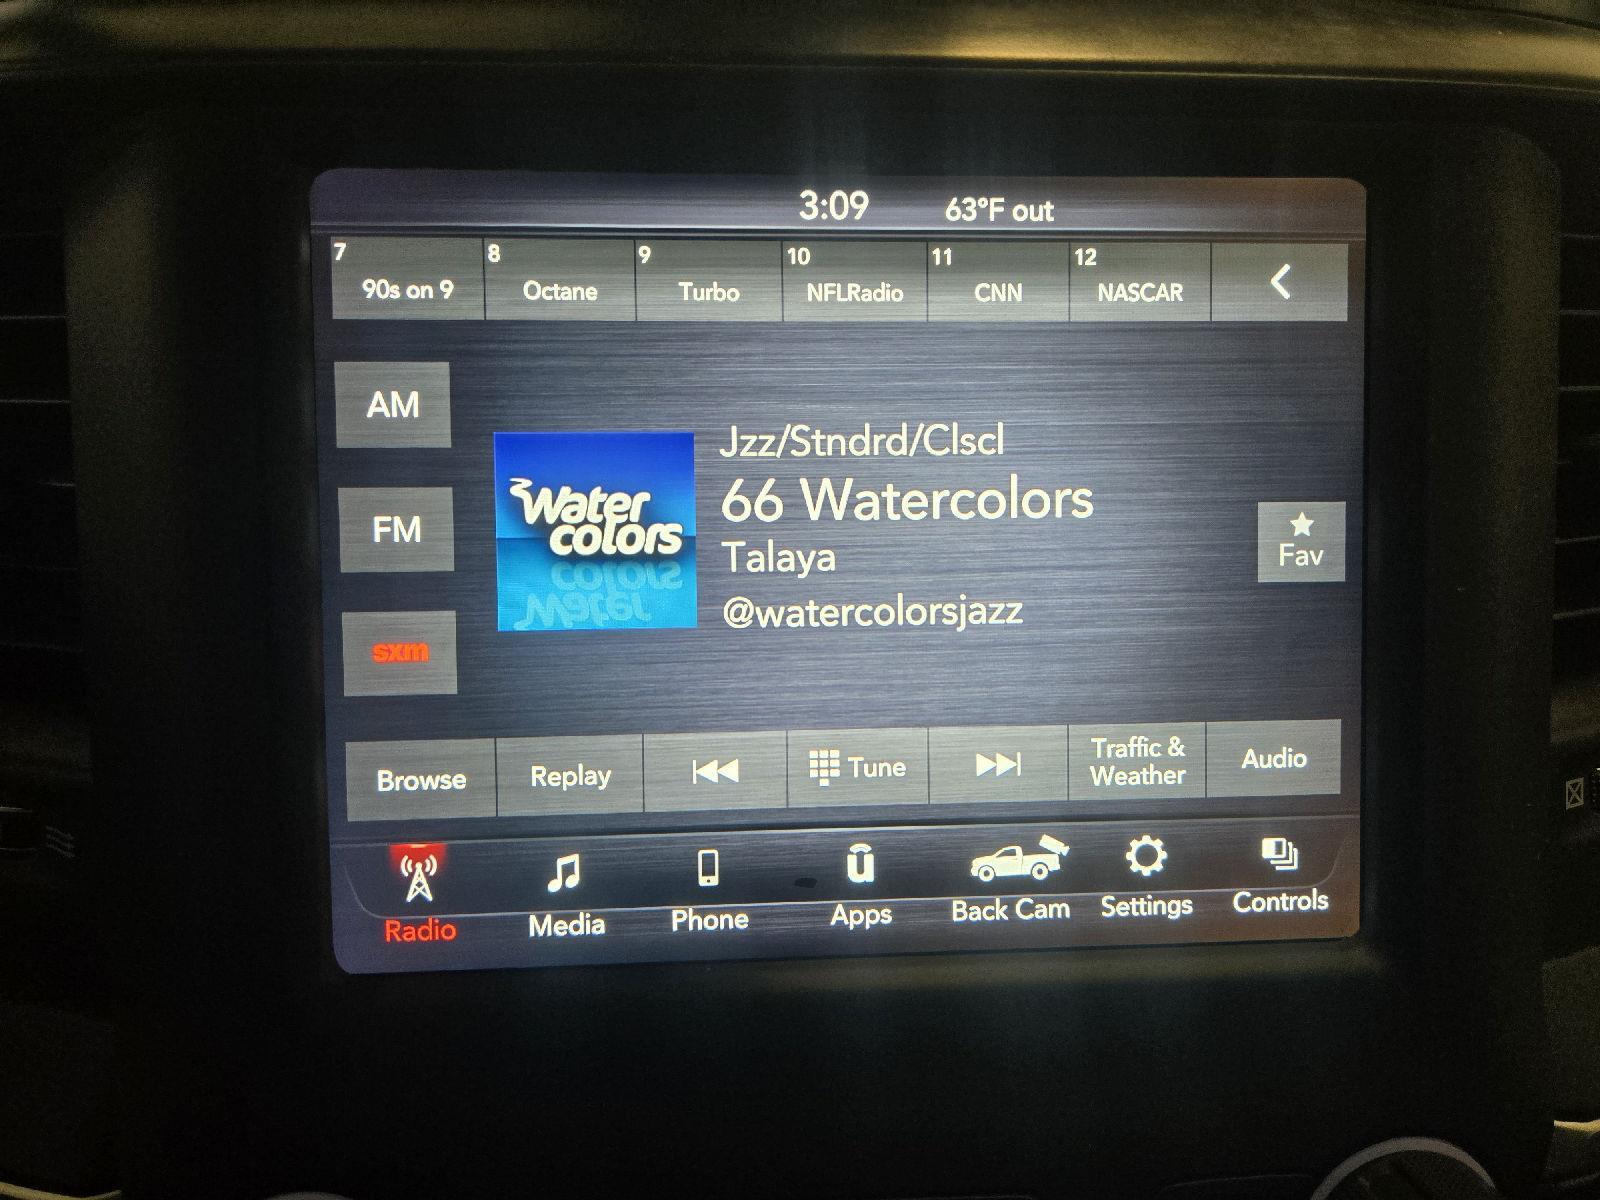 3:09 63°F out
7 8 9 10 11 12
90s on 9 Octane Turbo NFLRadio CNN NASCAR
AM
FM
sxm
Water
colors
Jzz/Stndrd/Clscl
66 Watercolors
Talaya
@watercolorsjazz
Fav
Browse Replay Tune Traffic & Weather Audio
Radio Media Phone Apps Back Cam Settings Controls